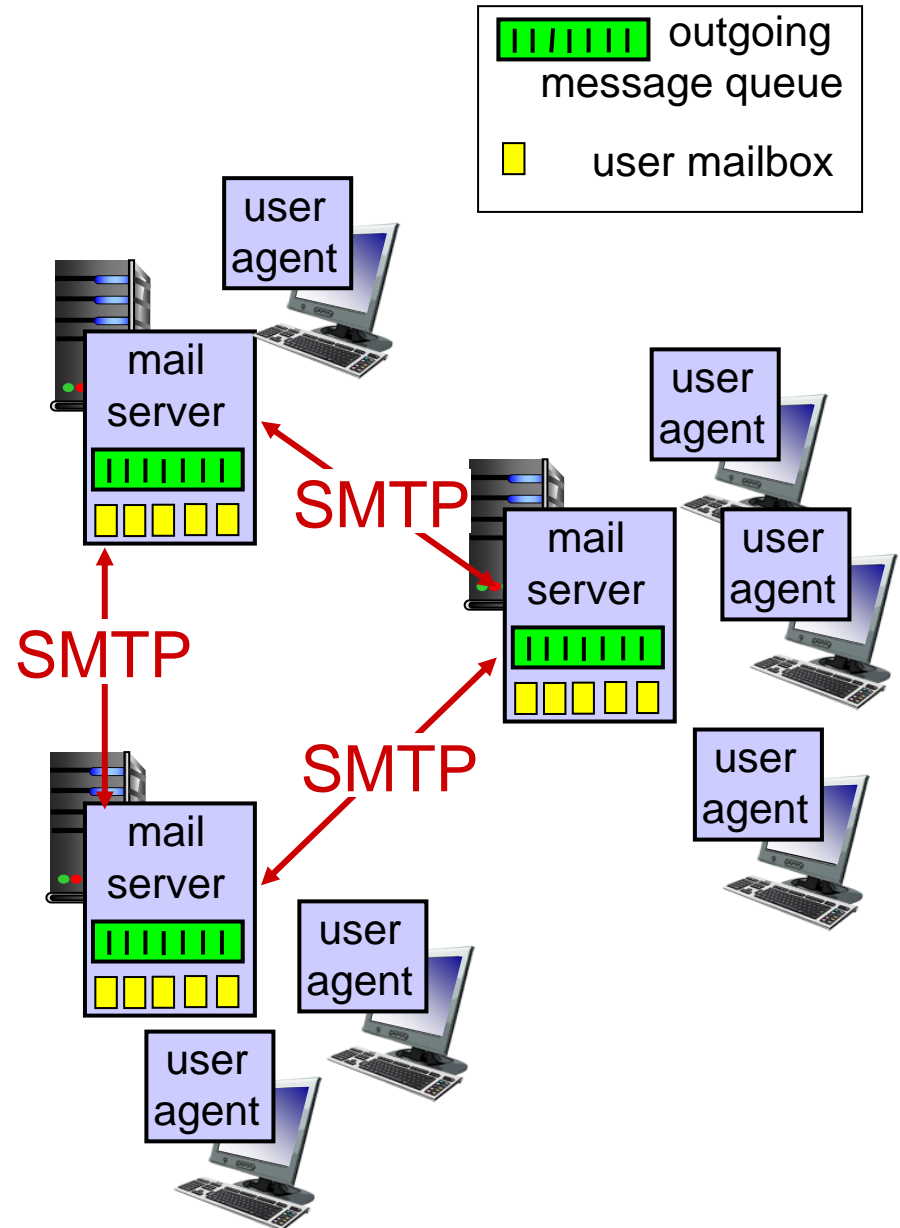 outgoing
message queue
user mailbox
user
agent
mail
server
SMTP
user
agent
mail
server
user
agent
SMTP
SMTP
user
agent
mail
server
user
agent
user
agent